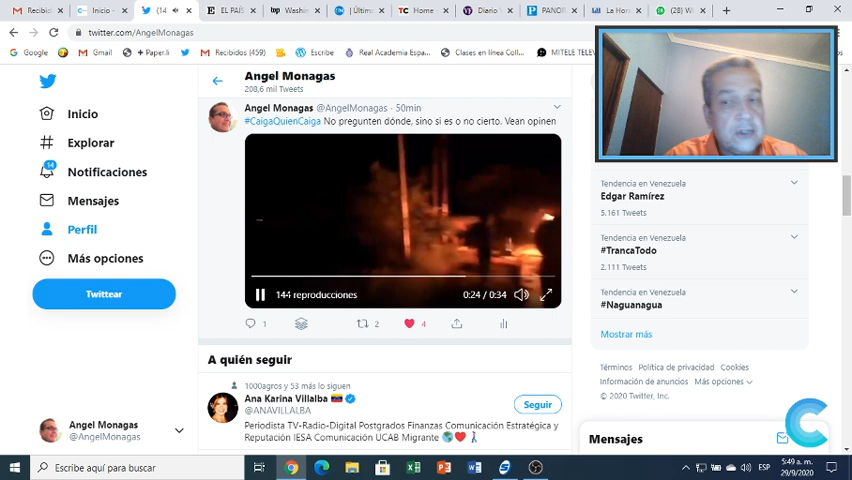 Recibid
Inicio –
(14
EL PAÍS
Washin
| Últim
Home –
Diario V
PANOR
La Hor
(28) W
twitter.com/AngelMonagas
Google
Gmail
+ Paper.li
Recibidos (459)
Escribe
Real Academia Espa...
Clases en línea Coll...
MITELE TELE
Angel Monagas
208,6 mil Tweets
Inicio
Explorar
14
Notificaciones
Mensajes
Perfil
Más opciones
Twittear
Angel Monagas
@AngelMonagas
Angel Monagas @AngelMonagas · 50min
#CaigaQuienCaiga No pregunten dónde, sino si es o no cierto. Vean opinen
144 reproducciones
0:24 / 0:34
1
2
4
A quién seguir
1000agros y 53 más lo siguen
Ana Karina Villalba
@ANAVILLALBA
Seguir
Periodista TV-Radio-Digital Postgrados Finanzas Comunicación Estratégica y
Reputación IESA Comunicación UCAB Migrante
Tendencia en Venezuela
Edgar Ramírez
5.161 Tweets
Tendencia en Venezuela
#TrancaTodo
2.111 Tweets
Tendencia en Venezuela
#Naguanagua
Mostrar más
Términos Política de privacidad Cookies
Información de anuncios Más opciones
© 2020 Twitter, Inc.
Mensajes
Escribe aquí para buscar
ESP
5:49 a. m.
29/9/2020